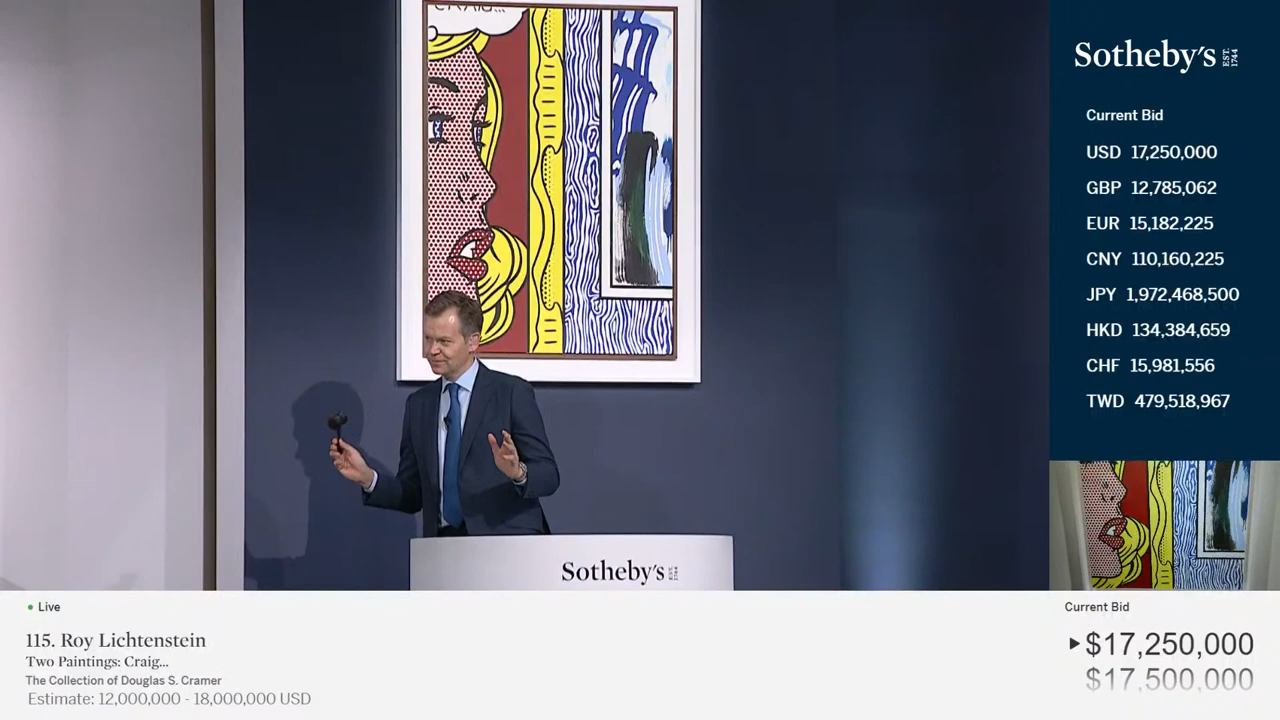 CRAIG...
Sotheby's EST. 1744
Current Bid
USD 17,250,000
GBP 12,785,062
EUR 15,182,225
CNY 110,160,225
JPY 1,972,468,500
HKD 134,384,659
CHF 15,981,556
TWD 479,518,967
Sotheby's EST. 1744
Live
115. Roy Lichtenstein
Two Paintings: Craig...
The Collection of Douglas S. Cramer
Estimate: 12,000,000 - 18,000,000 USD
Current Bid
$17,250,000
$17,500,000